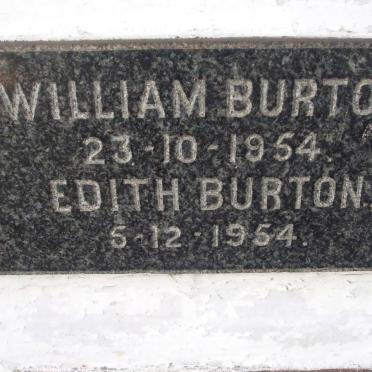 WILLIAM BURTO
23-10-1954.
EDITH BURTON.
5-12-1954.